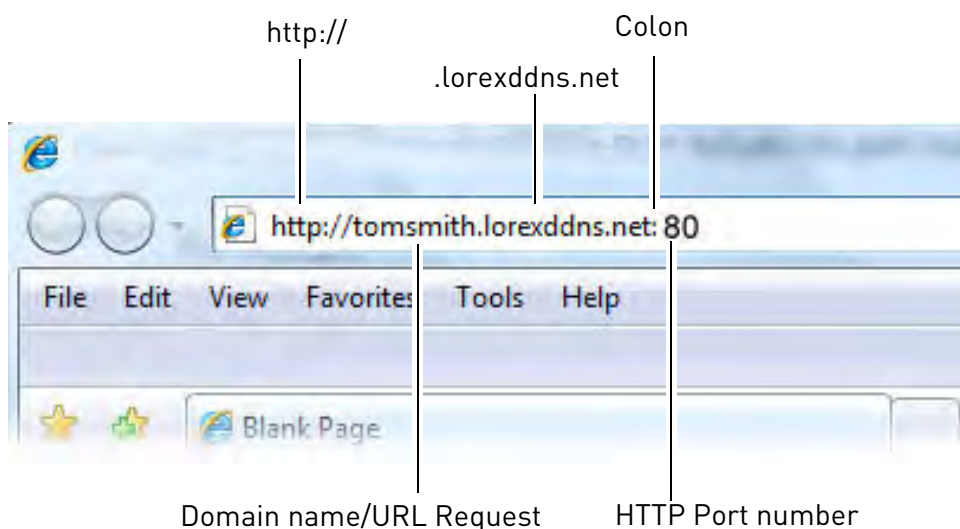 http://
Colon
.lorexddns.net
http://tomsmith.lorexddns.net: 80
File Edit View Favorites Tools Help
Blank Page
Domain name/URL Request
HTTP Port number